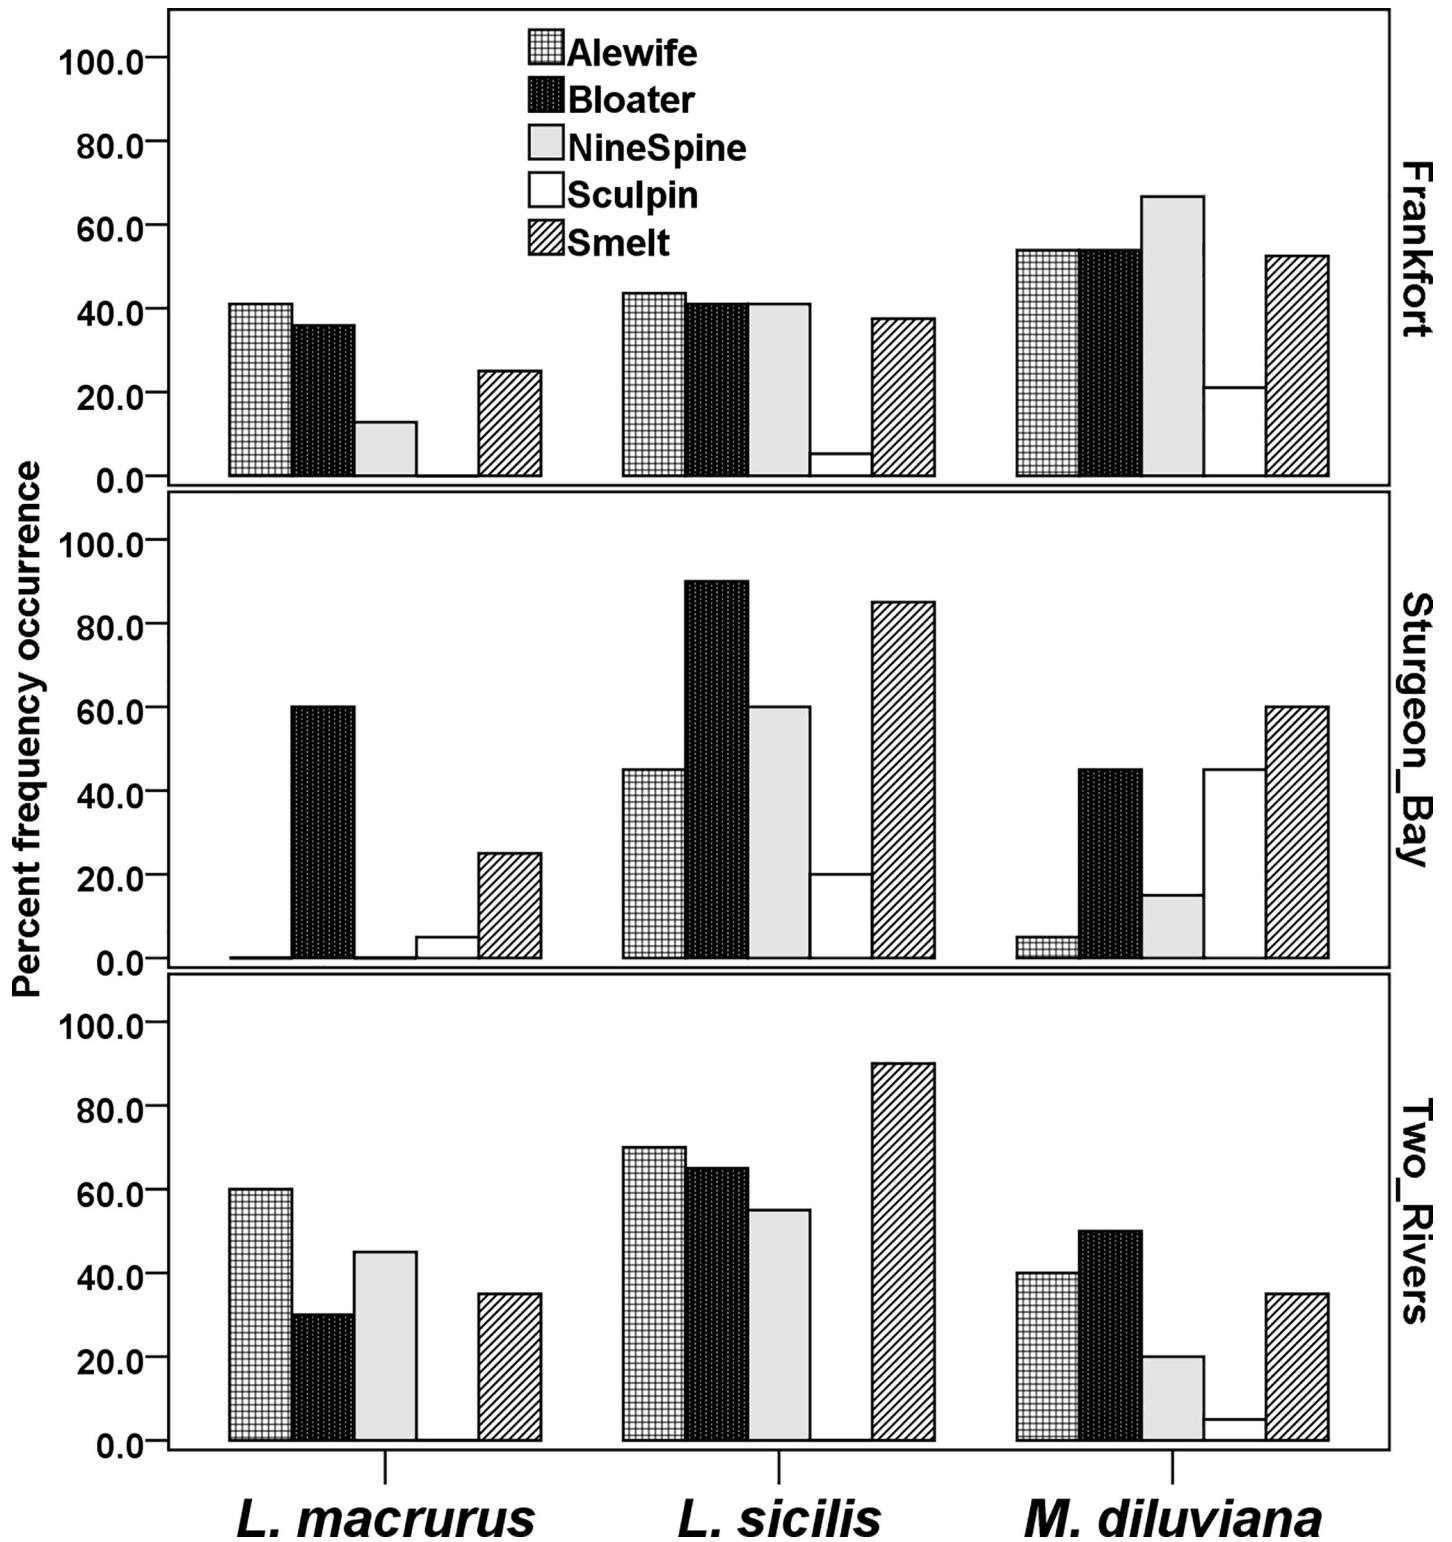 Percent frequency occurrence
100.0
80.0
60.0
40.0
20.0
0.0
Alewife
Bloater
NineSpine
Sculpin
Smelt
Frankfort
100.0
80.0
60.0
40.0
20.0
0.0
Sturgeon_Bay
100.0
80.0
60.0
40.0
20.0
0.0
Two_Rivers
L. macrurus
L. sicilis
M. diluviana